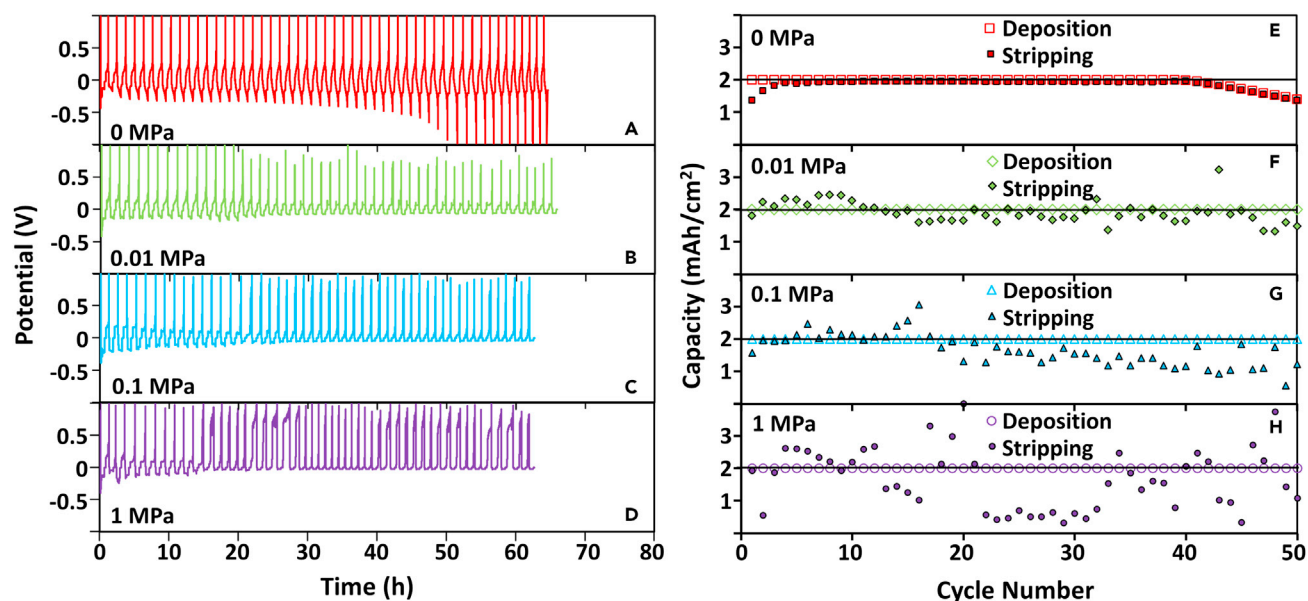 0.5
0
-0.5
0 MPa
A
0.5
0
-0.5
0.01 MPa
B
0.5
0
-0.5
0.1 MPa
C
0.5
0
-0.5
1 MPa
D
0 10 20 30 40 50 60 70 80
Time (h)
Potential (V)
0 MPa
Deposition
Stripping
E
3
2
1
0.01 MPa
Deposition
Stripping
F
3
2
1
0.1 MPa
Deposition
Stripping
G
3
2
1
1 MPa
Deposition
Stripping
H
3
2
1
0 10 20 30 40 50
Cycle Number
Capacity (mAh/cm²)